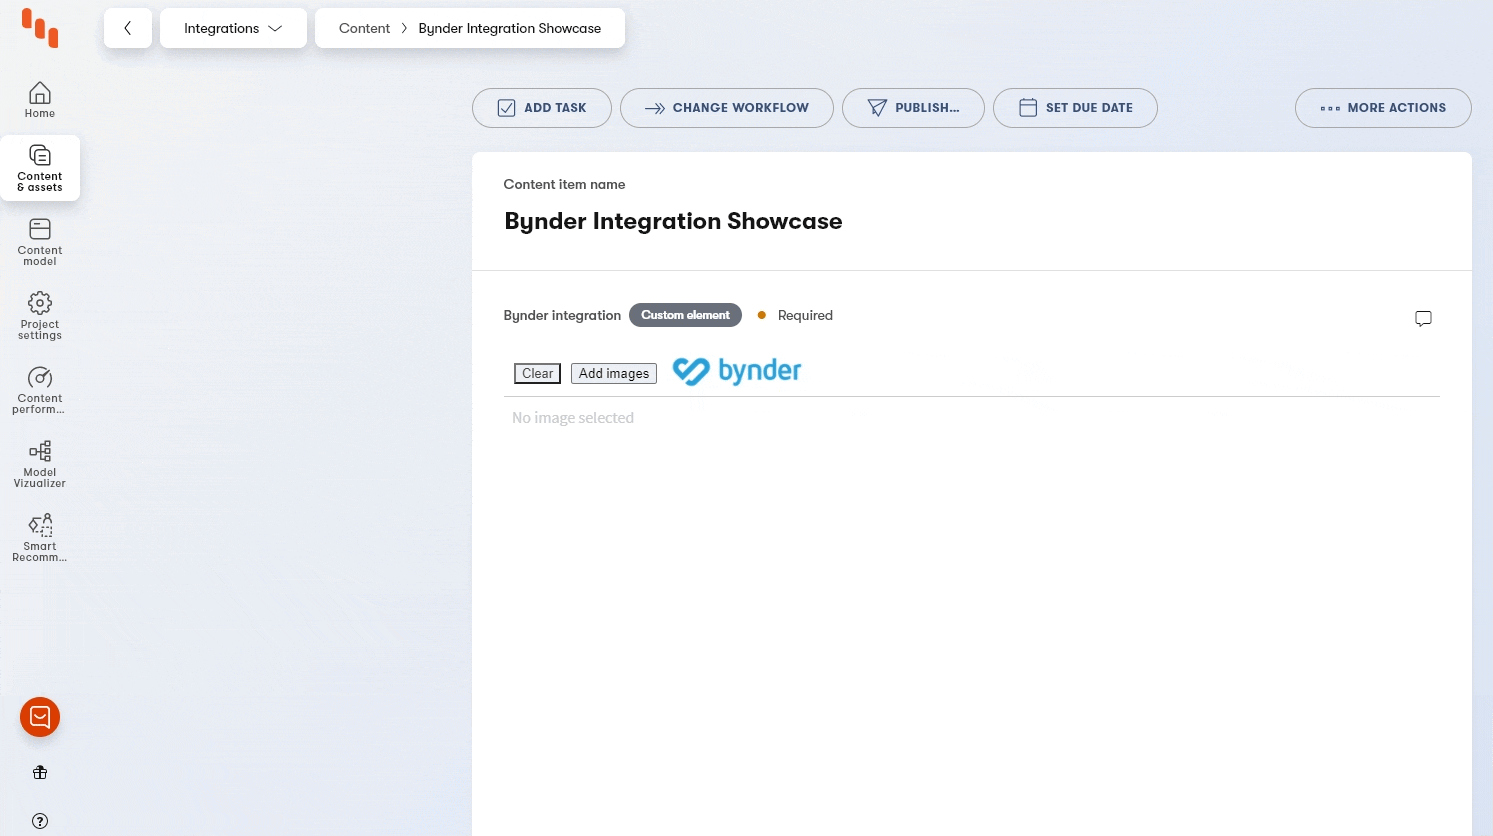 Integrations
Content > Bynder Integration Showcase
Home
Content
& assets
Content
model
Project
settings
Content
perform...
Model
Vizualizer
Smart
Recomm...
ADD TASK
CHANGE WORKFLOW
PUBLISH...
SET DUE DATE
MORE ACTIONS
Content item name
Bynder Integration Showcase
Bynder integration Custom element Required
Clear Add images bynder
No image selected